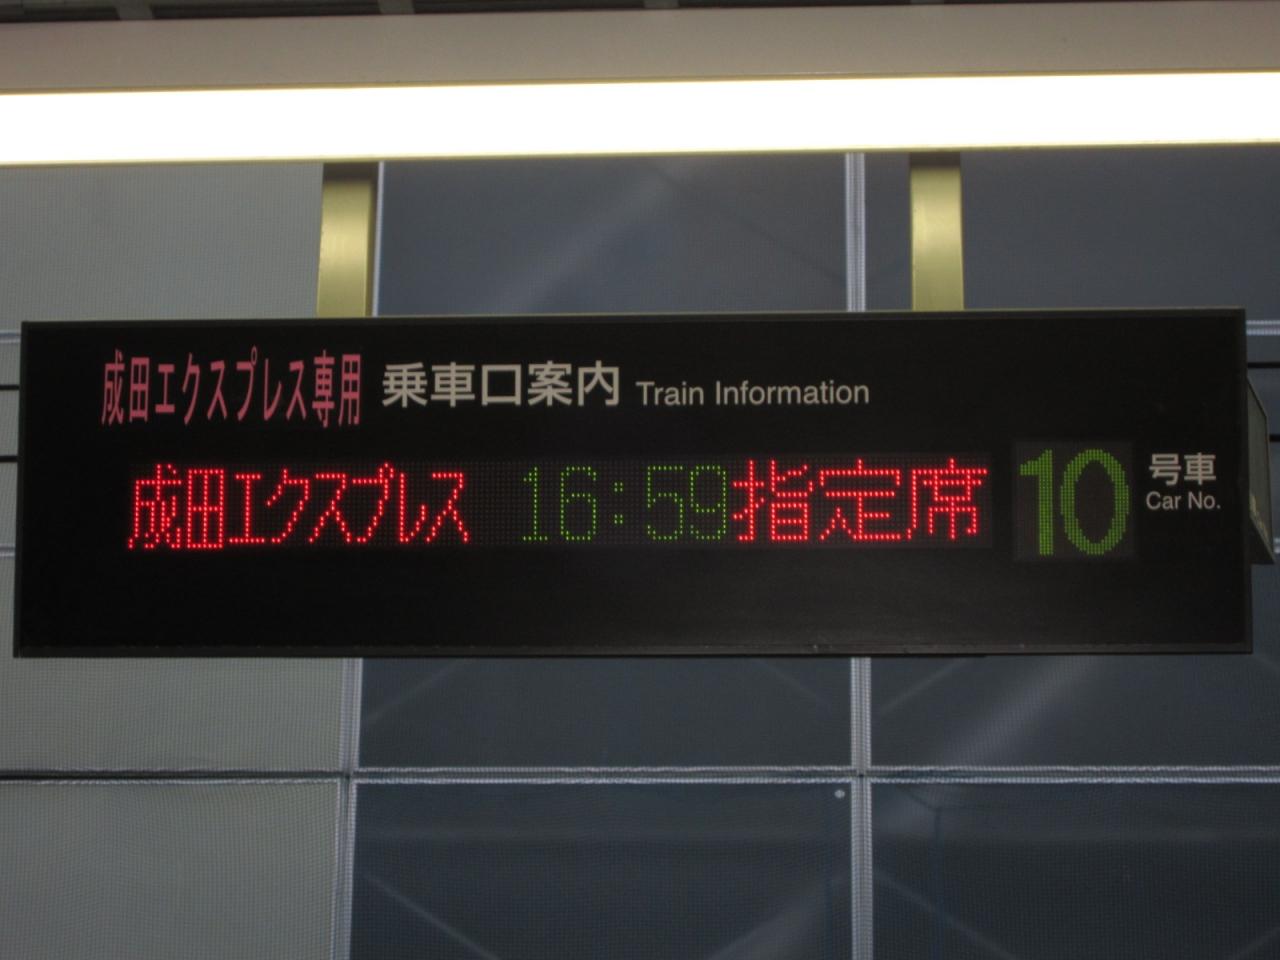 成田エクスプレス専用 乗車口案内 Train Information
成田エクスプレス 16:59 指定席 10 号車
Car No.